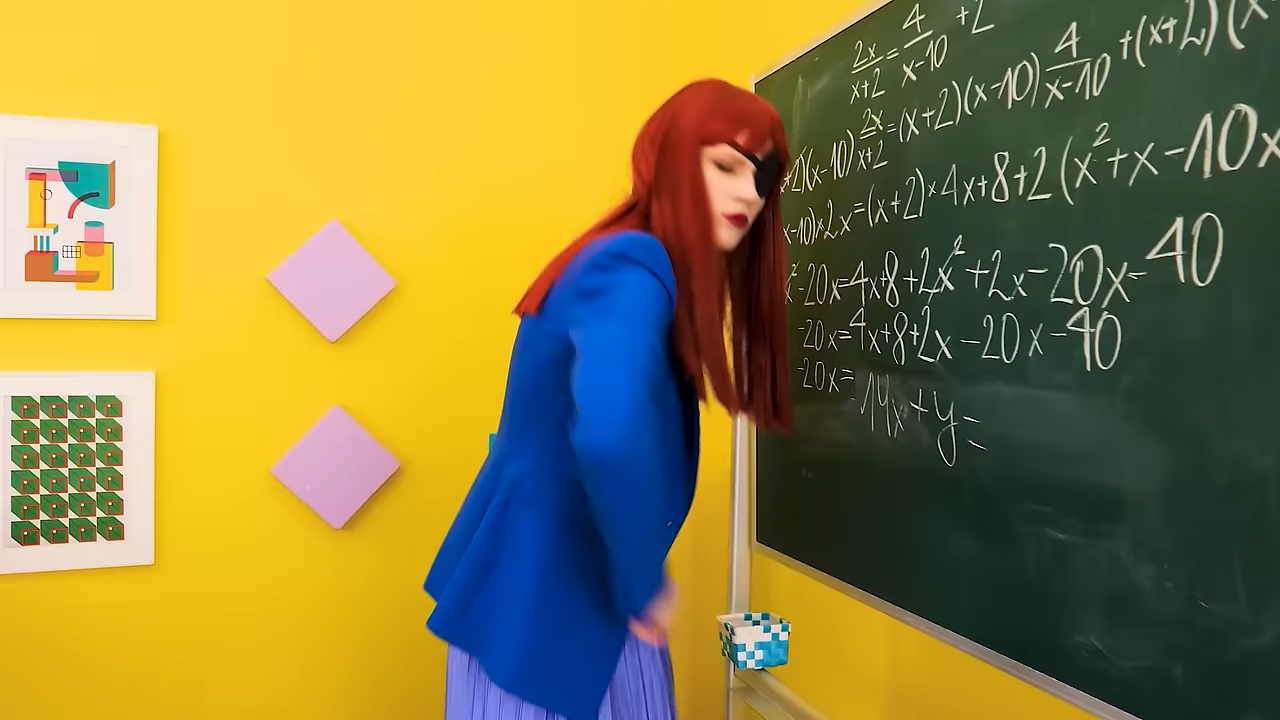 2x/x+2 = 4/x-10 +2
+2)(x-10) 2x/x+2 =(x+2)(x-10) 4/x-10 +(x+2)(x
x-10)×2x=(x+2)×4x+8+2(x²+x-10x
x²-20x=4x+8+2x²+2x-20x-40
-20x=4x+8+2x-20x-40
-20x=14x+y=